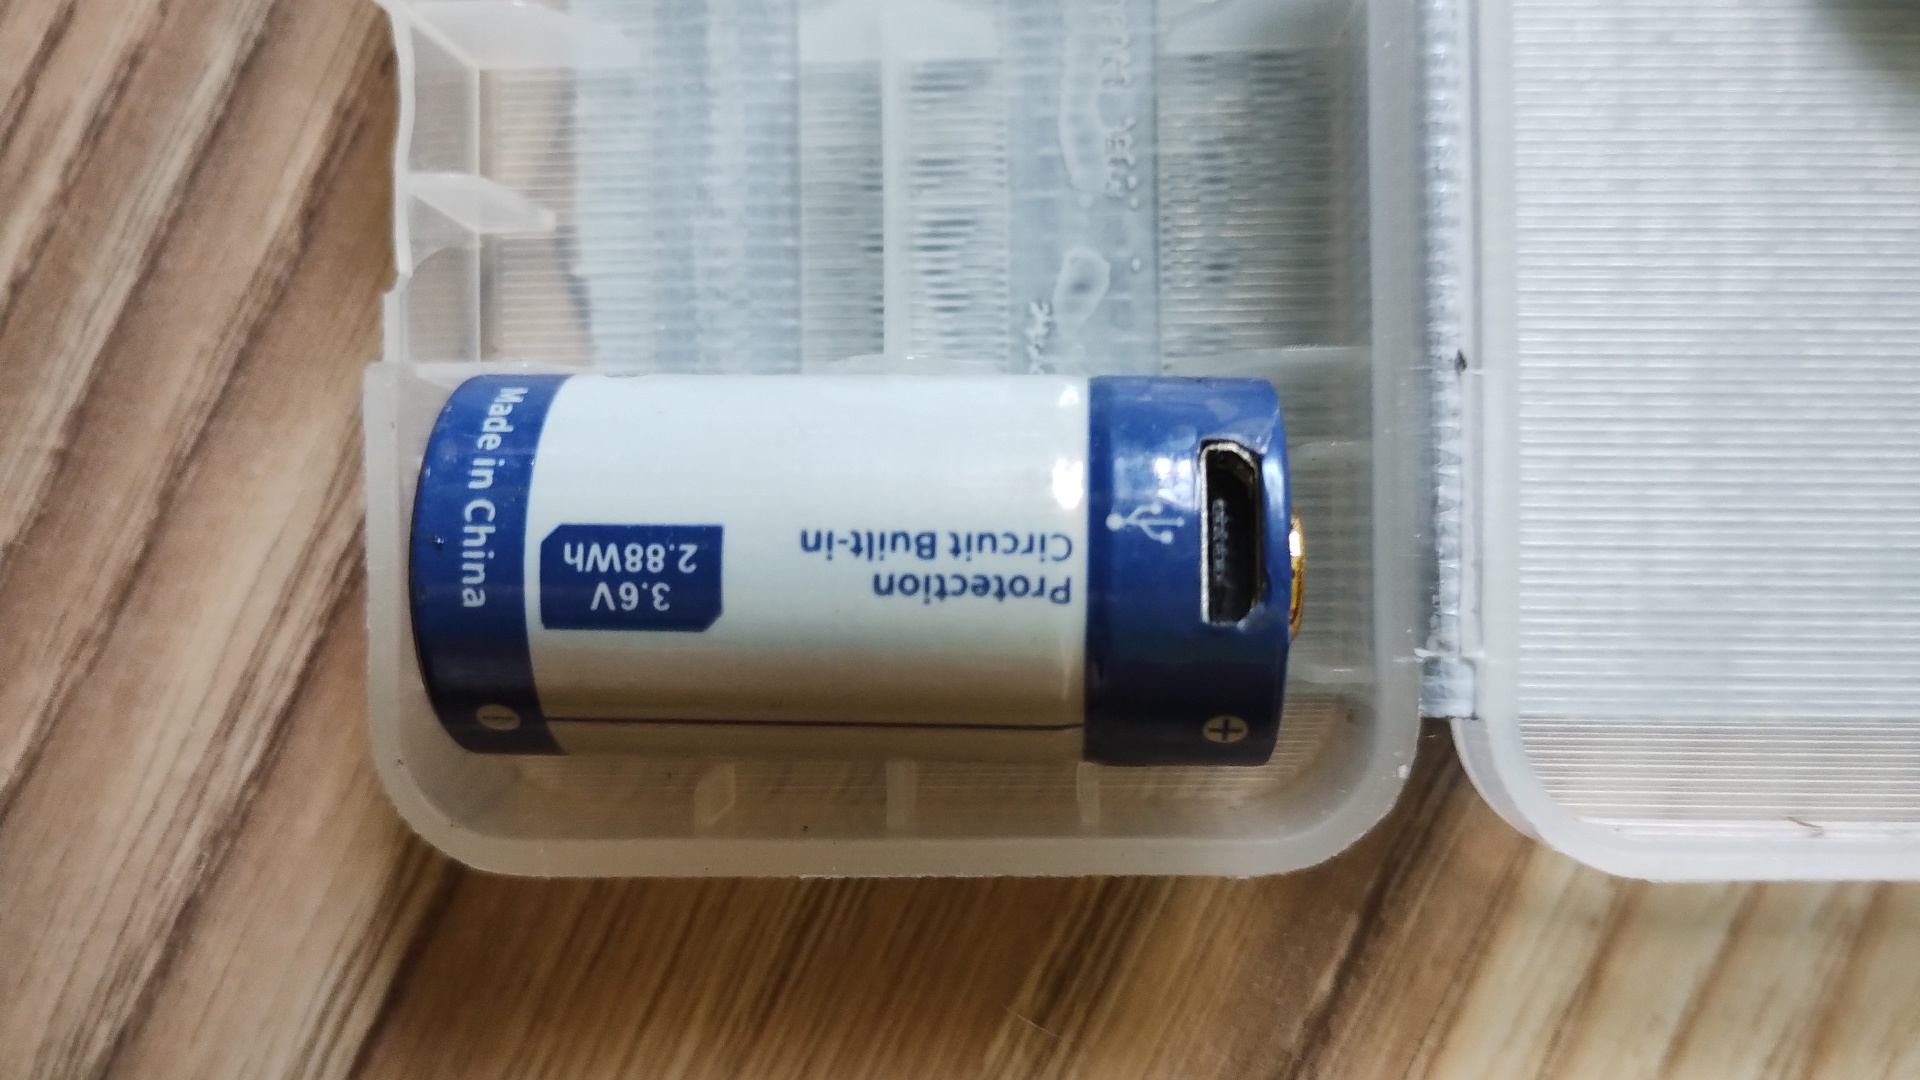 Protection
Circuit Built-in
3.6V
2.88Wh
Made in China